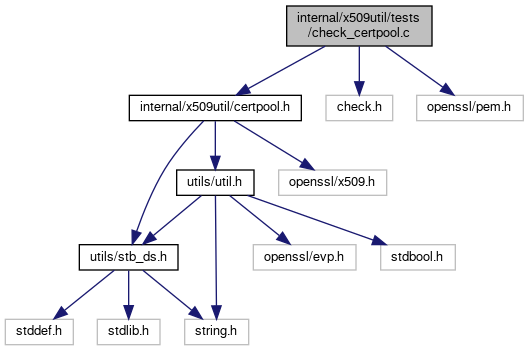 internal/x509util/tests
/check_certpool.c
internal/x509util/certpool.h
check.h
openssl/pem.h
utils/util.h
openssl/x509.h
utils/stb_ds.h
openssl/evp.h
stdbool.h
stddef.h
stdlib.h
string.h